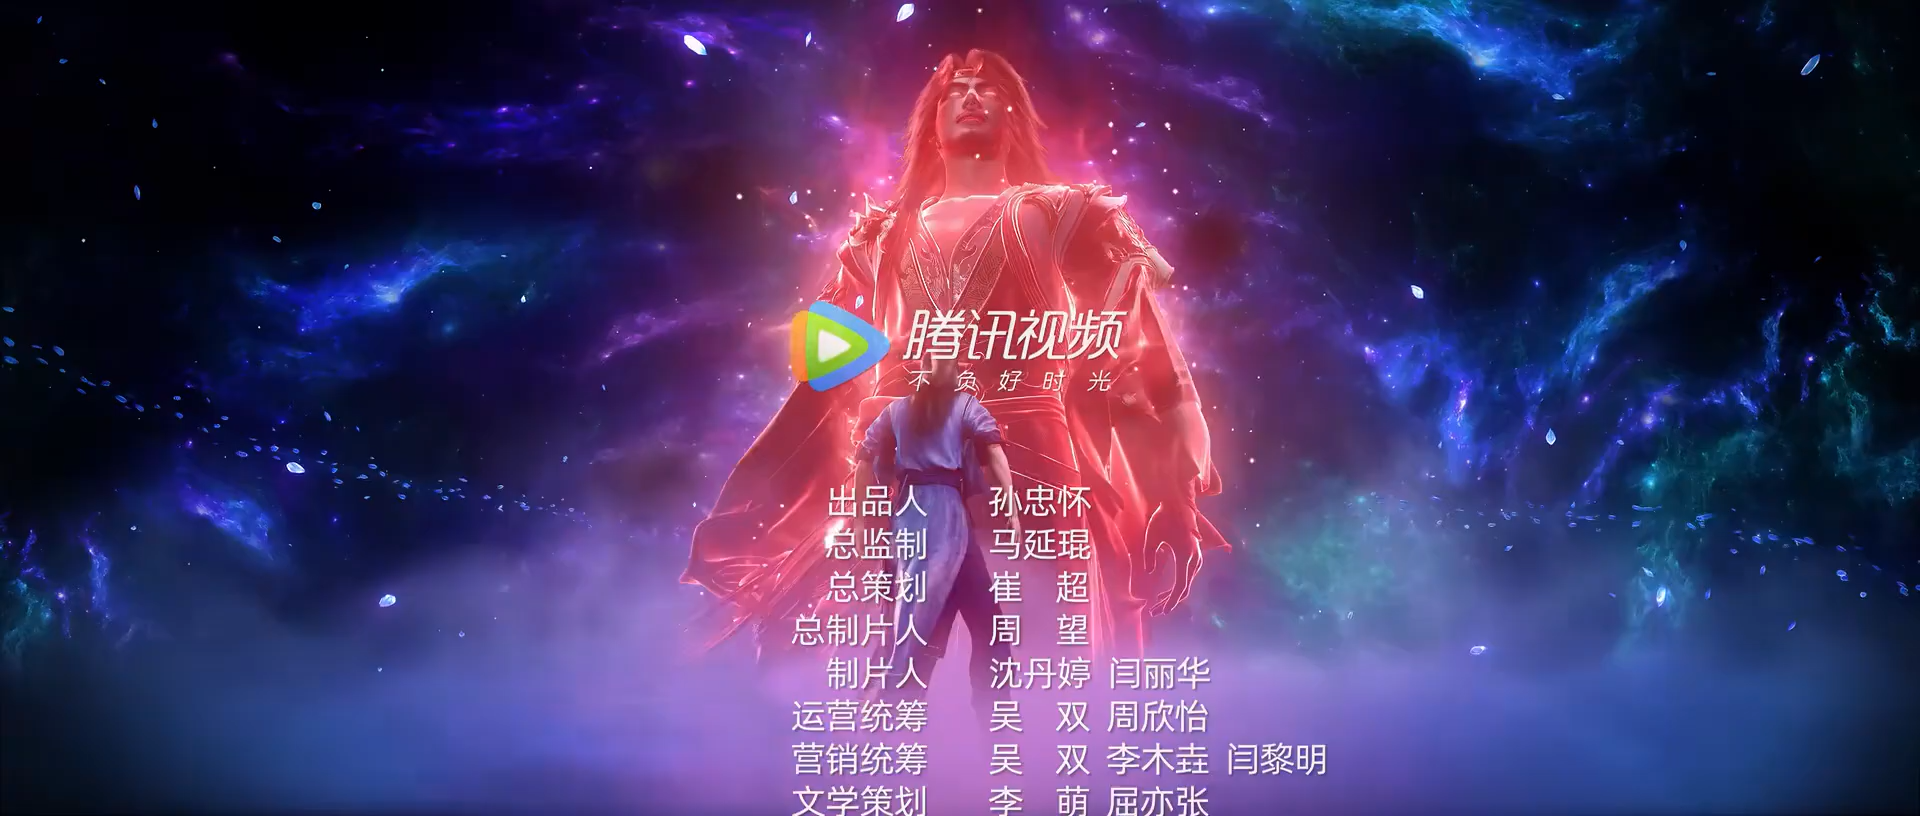 腾讯视频
不负好时光
出品人 孙忠怀
总监制 马延琨
总策划 崔 超
总制片人 周 望
制片人 沈丹婷 闫丽华
运营统筹 吴 双 周欣怡
营销统筹 吴 双 李木垚 闫黎明
文学策划 李 萌 屈亦张